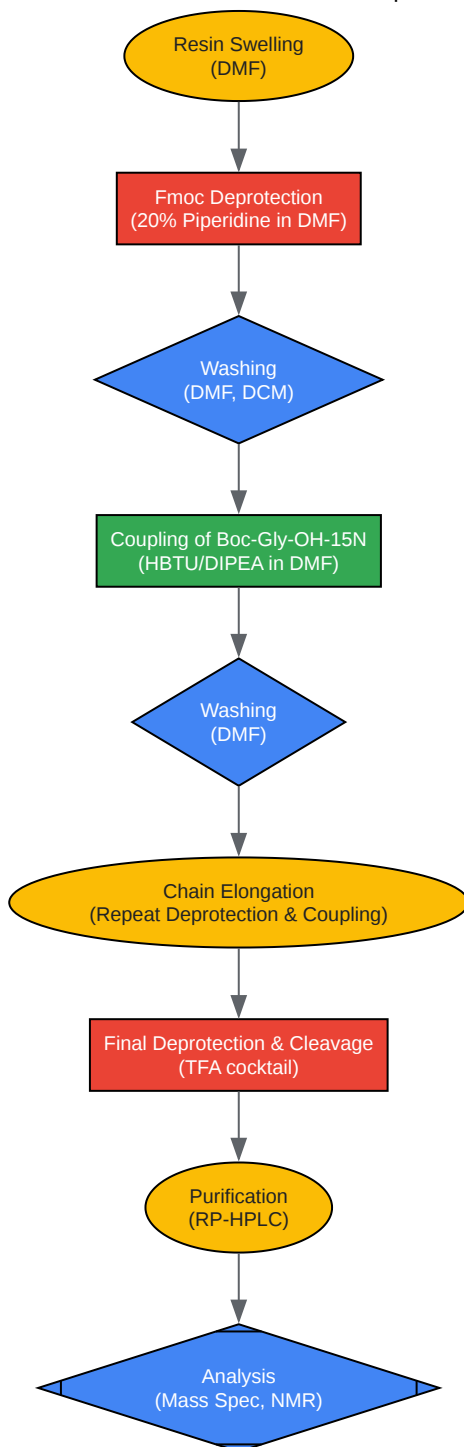 Resin Swelling
(DMF)
Fmoc Deprotection
(20% Piperidine in DMF)
Washing
(DMF, DCM)
Coupling of Boc-Gly-OH-15N
(HBTU/DIPEA in DMF)
Washing
(DMF)
Chain Elongation
(Repeat Deprotection & Coupling)
Final Deprotection & Cleavage
(TFA cocktail)
Purification
(RP-HPLC)
Analysis
(Mass Spec, NMR)